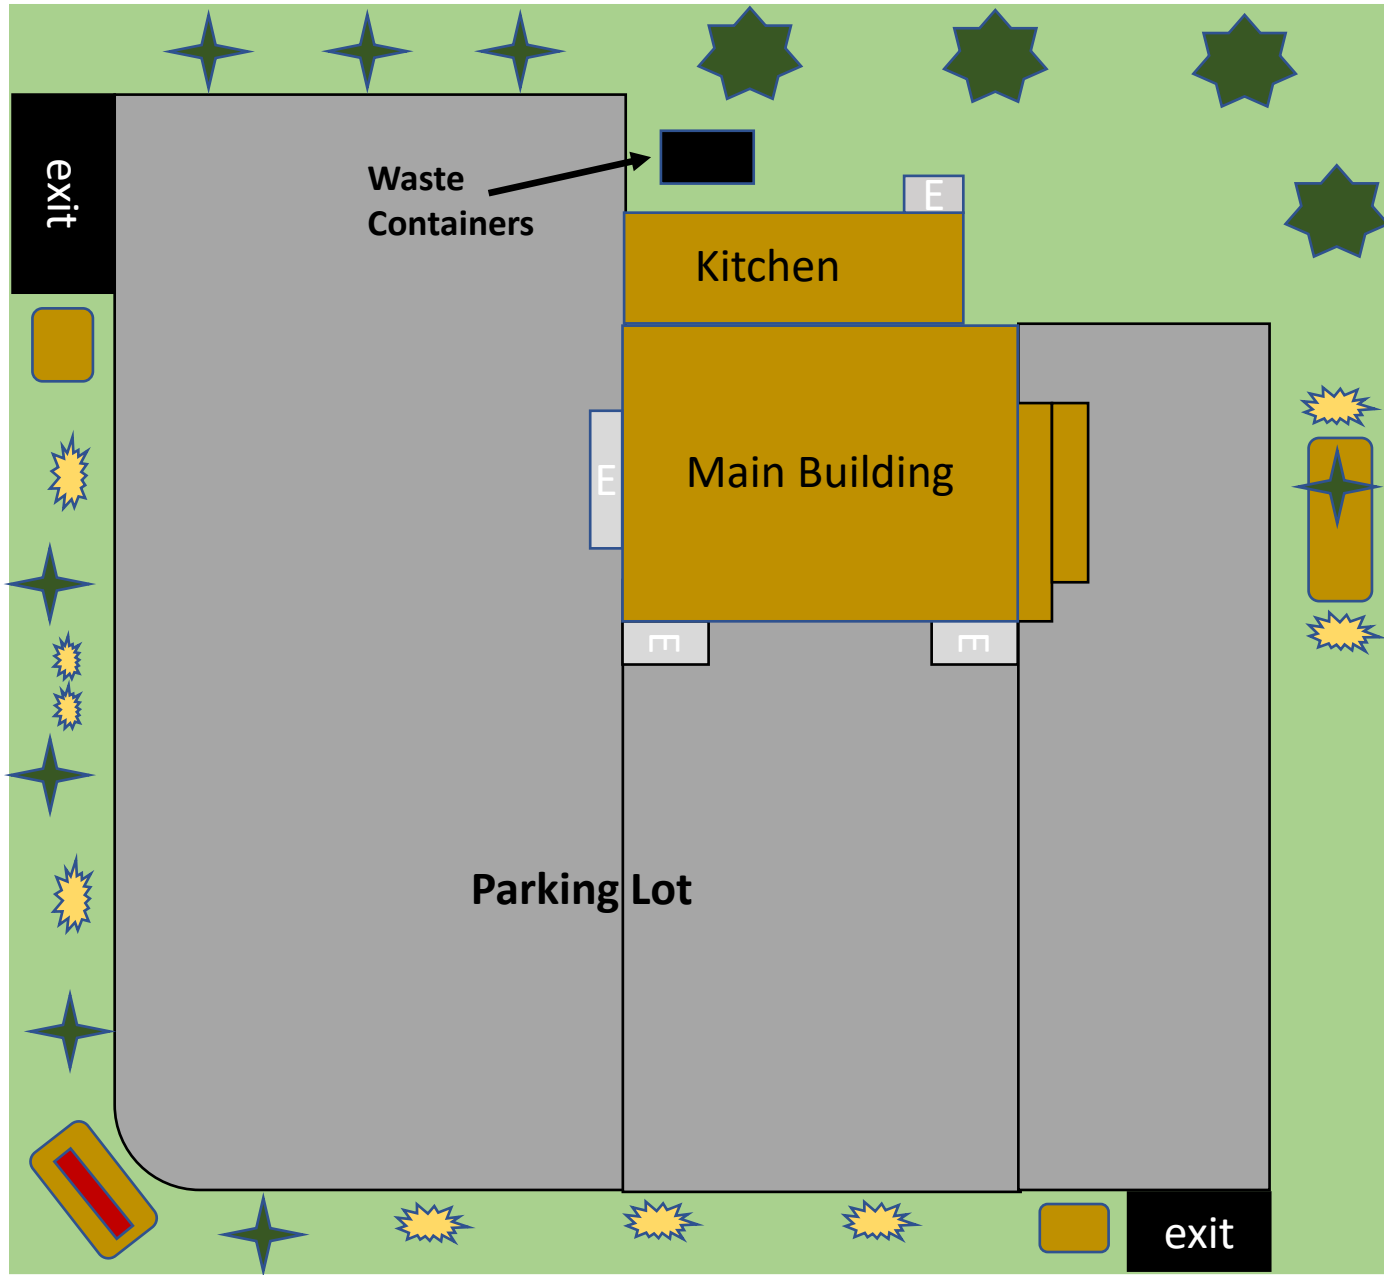 exit
Waste
Containers
E
Kitchen
E
Main Building
E
E
Parking Lot
exit